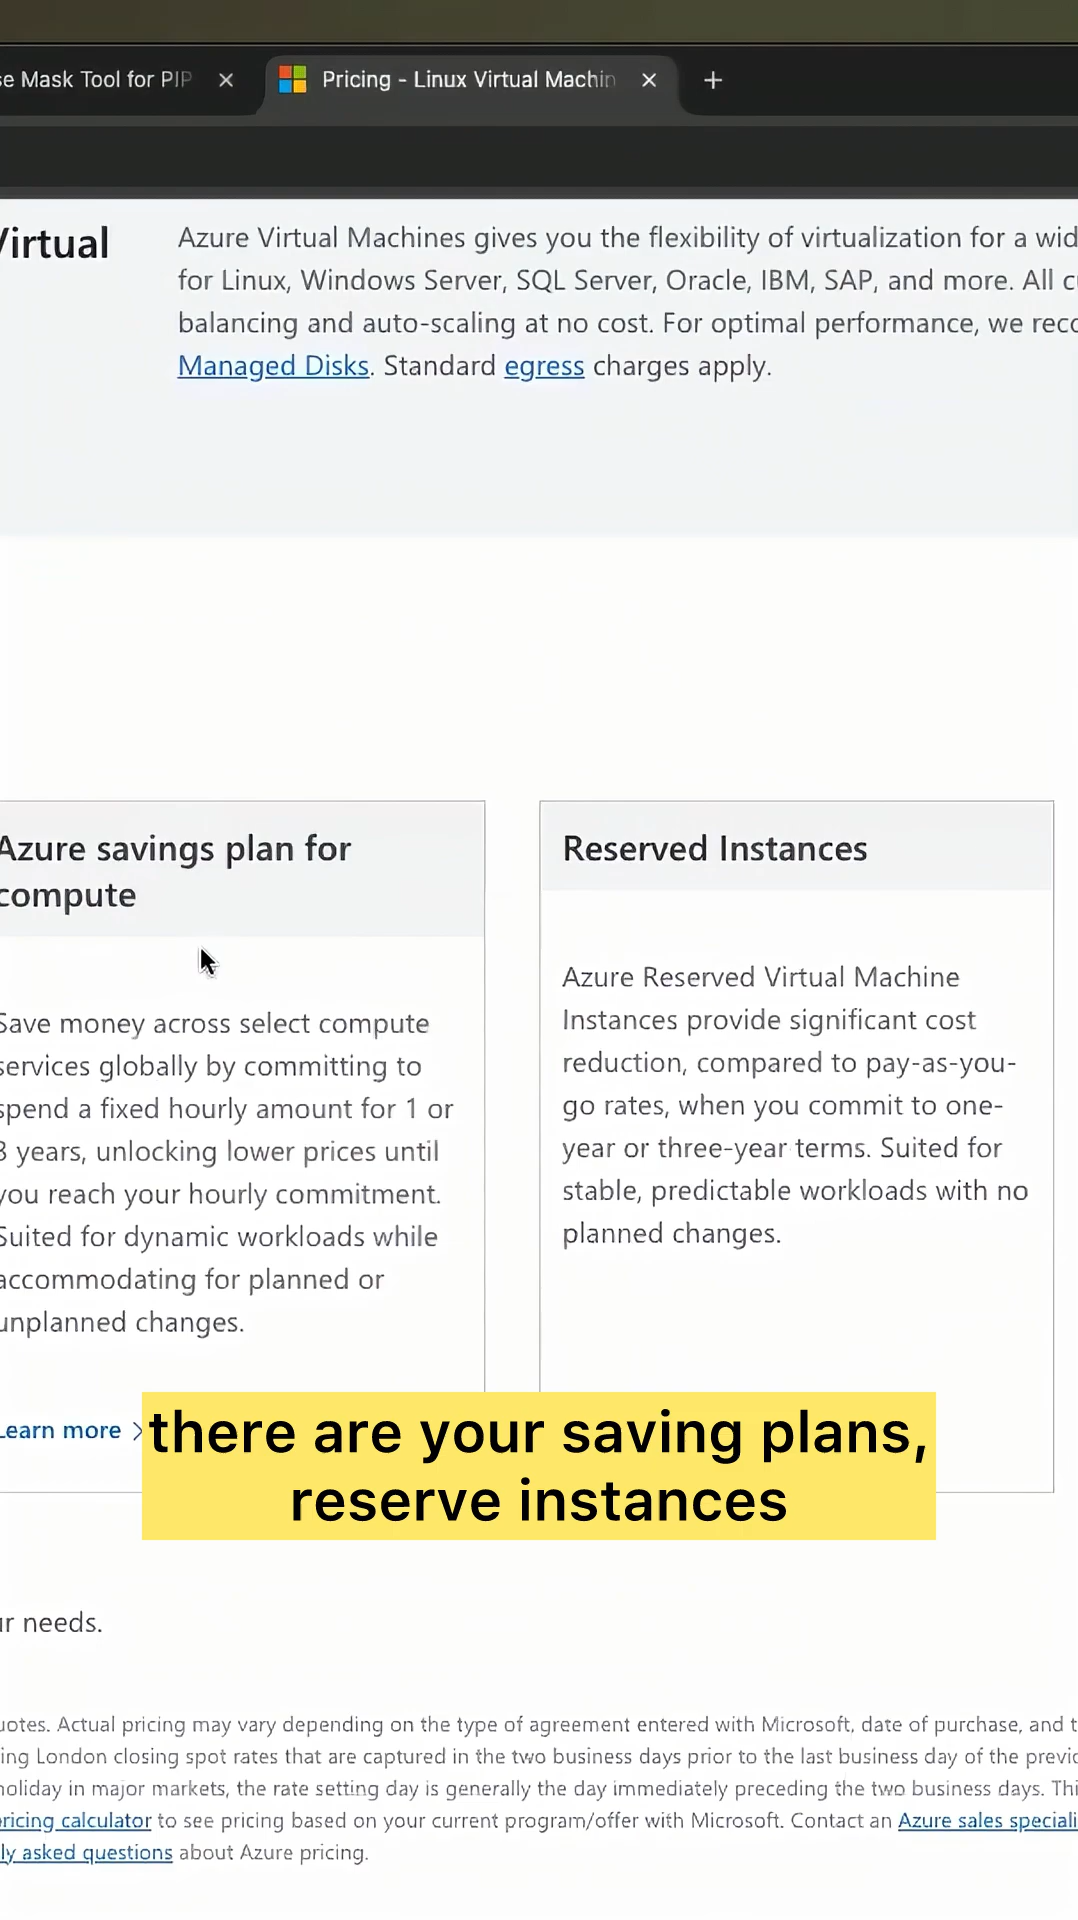 se Mask Tool for PIP
Pricing - Linux Virtual Machin
Virtual
Azure Virtual Machines gives you the flexibility of virtualization for a wid
for Linux, Windows Server, SQL Server, Oracle, IBM, SAP, and more. All c
balancing and auto-scaling at no cost. For optimal performance, we reco
Managed Disks. Standard egress charges apply.
Azure savings plan for
compute
Save money across select compute
services globally by committing to
spend a fixed hourly amount for 1 or
3 years, unlocking lower prices until
you reach your hourly commitment.
Suited for dynamic workloads while
accommodating for planned or
unplanned changes.
Learn more
Reserved Instances
Azure Reserved Virtual Machine
Instances provide significant cost
reduction, compared to pay-as-you-
go rates, when you commit to one-
year or three-year terms. Suited for
stable, predictable workloads with no
planned changes.
there are your saving plans,
reserve instances
ur needs.
uotes. Actual pricing may vary depending on the type of agreement entered with Microsoft, date of purchase, and t
ing London closing spot rates that are captured in the two business days prior to the last business day of the previo
holiday in major markets, the rate setting day is generally the day immediately preceding the two business days. Thi
pricing calculator to see pricing based on your current program/offer with Microsoft. Contact an Azure sales speciali
ly asked questions about Azure pricing.